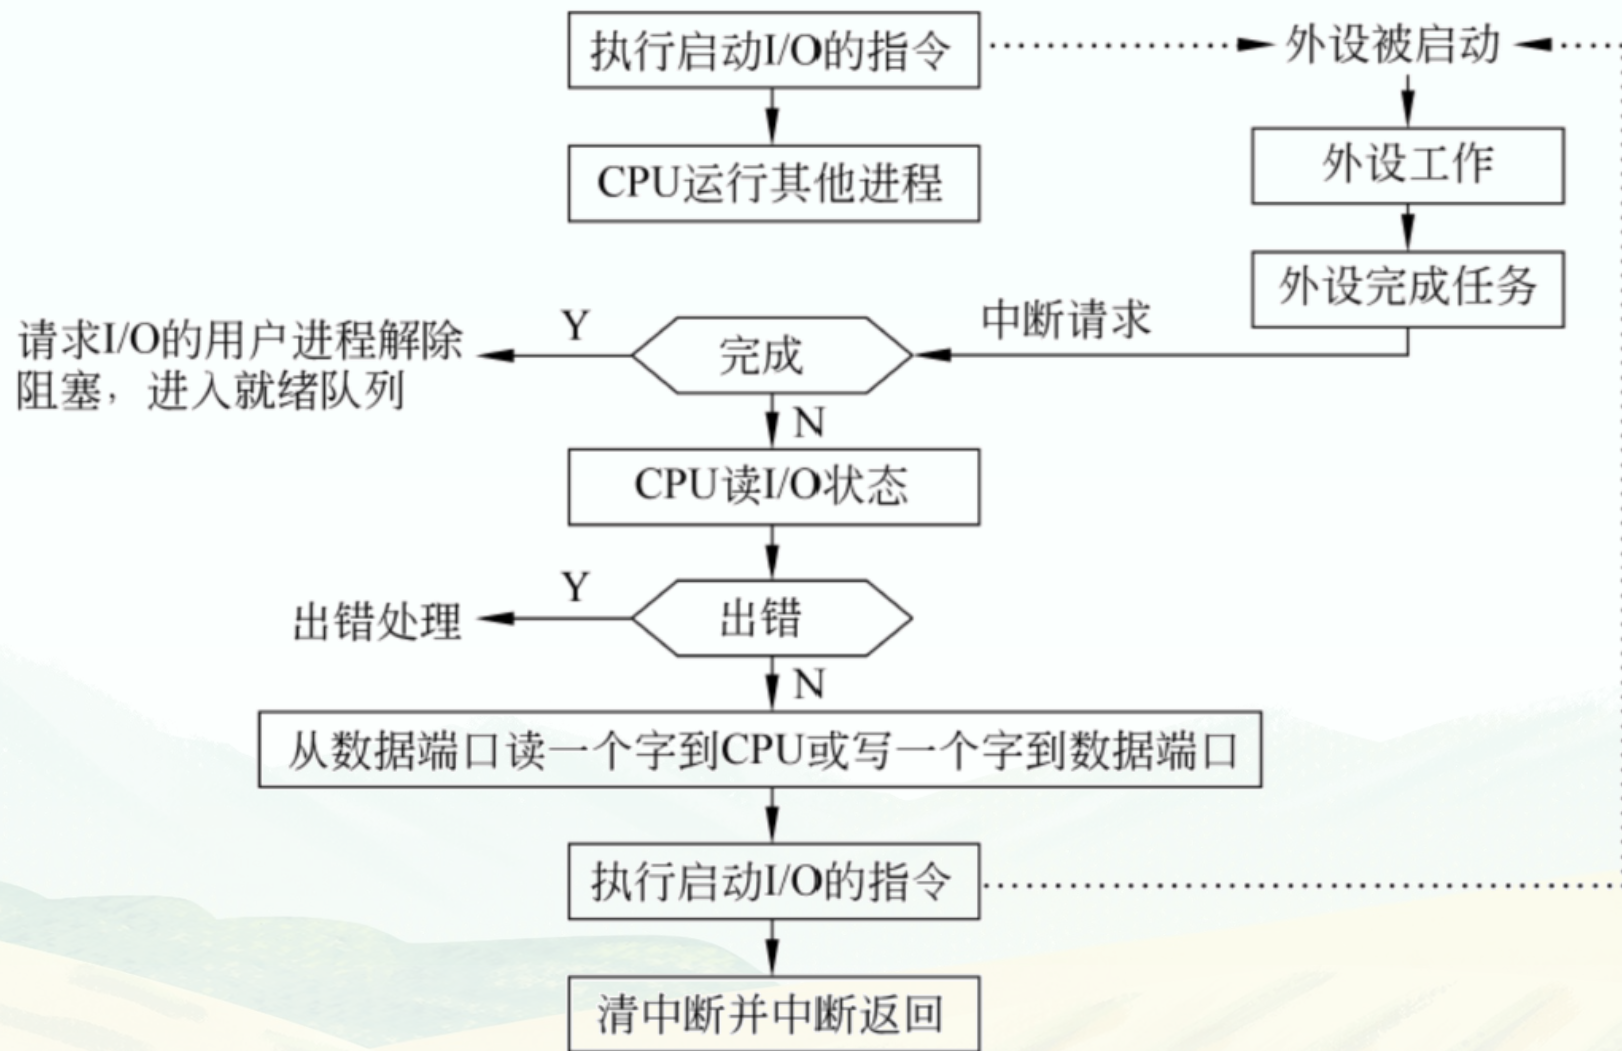 执行启动I/O的指令
外设被启动
CPU运行其他进程
外设工作
外设完成任务
中断请求
Y
完成
请求I/O的用户进程解除
阻塞，进入就绪队列
N
CPU读I/O状态
Y
出错
出错处理
N
从数据端口读一个字到CPU或写一个字到数据端口
执行启动I/O的指令
清中断并中断返回